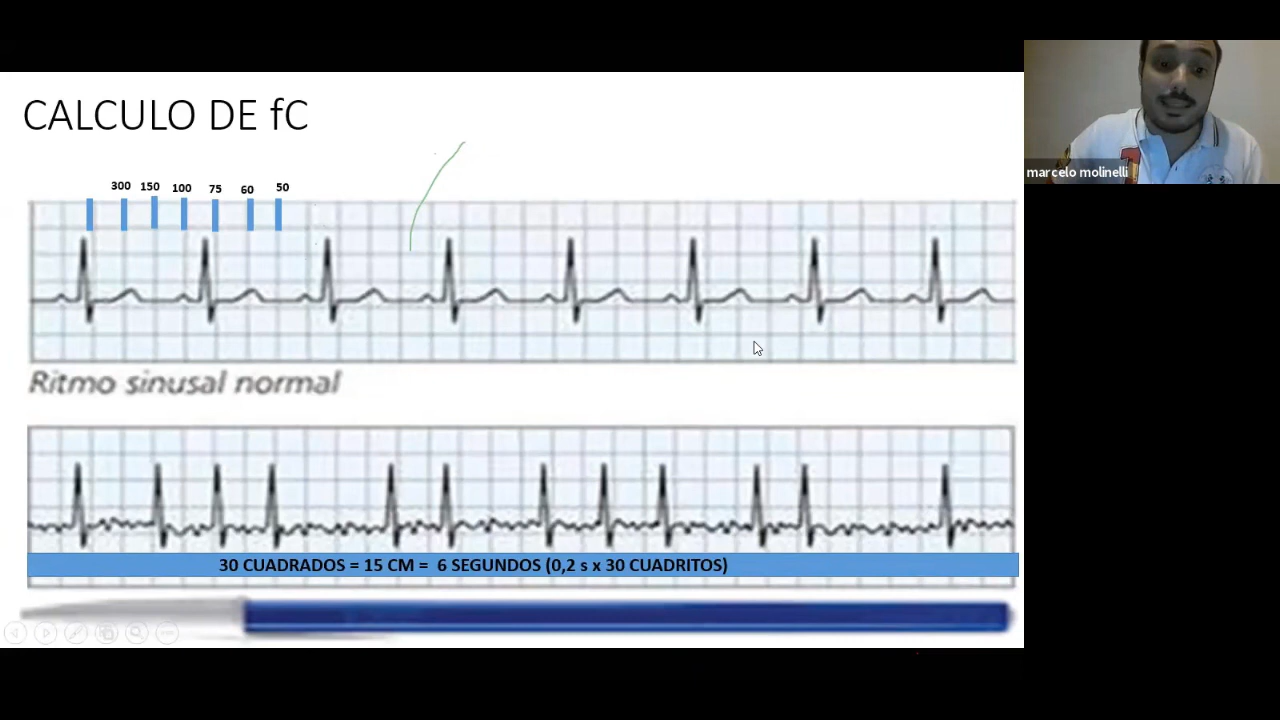 CALCULO DE fC
marcelo molinelli
300 150 100 75 60 50
Ritmo sinusal normal
30 CUADRADOS = 15 CM = 6 SEGUNDOS (0,2 s x 30 CUADRITOS)